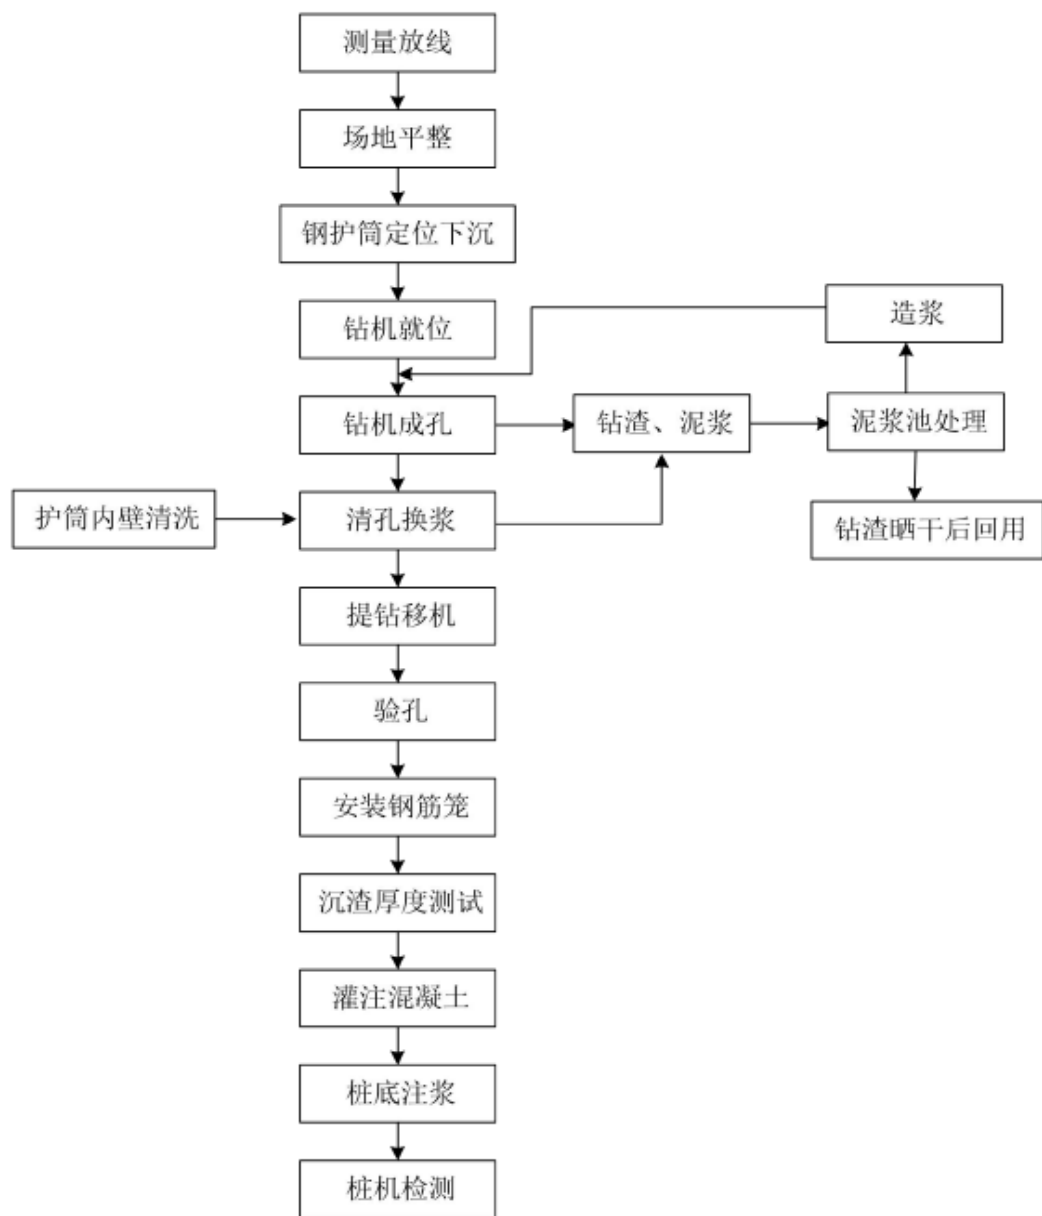 测量放线
场地平整
钢护筒定位下沉
钻机就位
造浆
钻机成孔
钻渣、泥浆
泥浆池处理
护筒内壁清洗
清孔换浆
钻渣晒干后回用
提钻移机
验孔
安装钢筋笼
沉渣厚度测试
灌注混凝土
桩底注浆
桩机检测